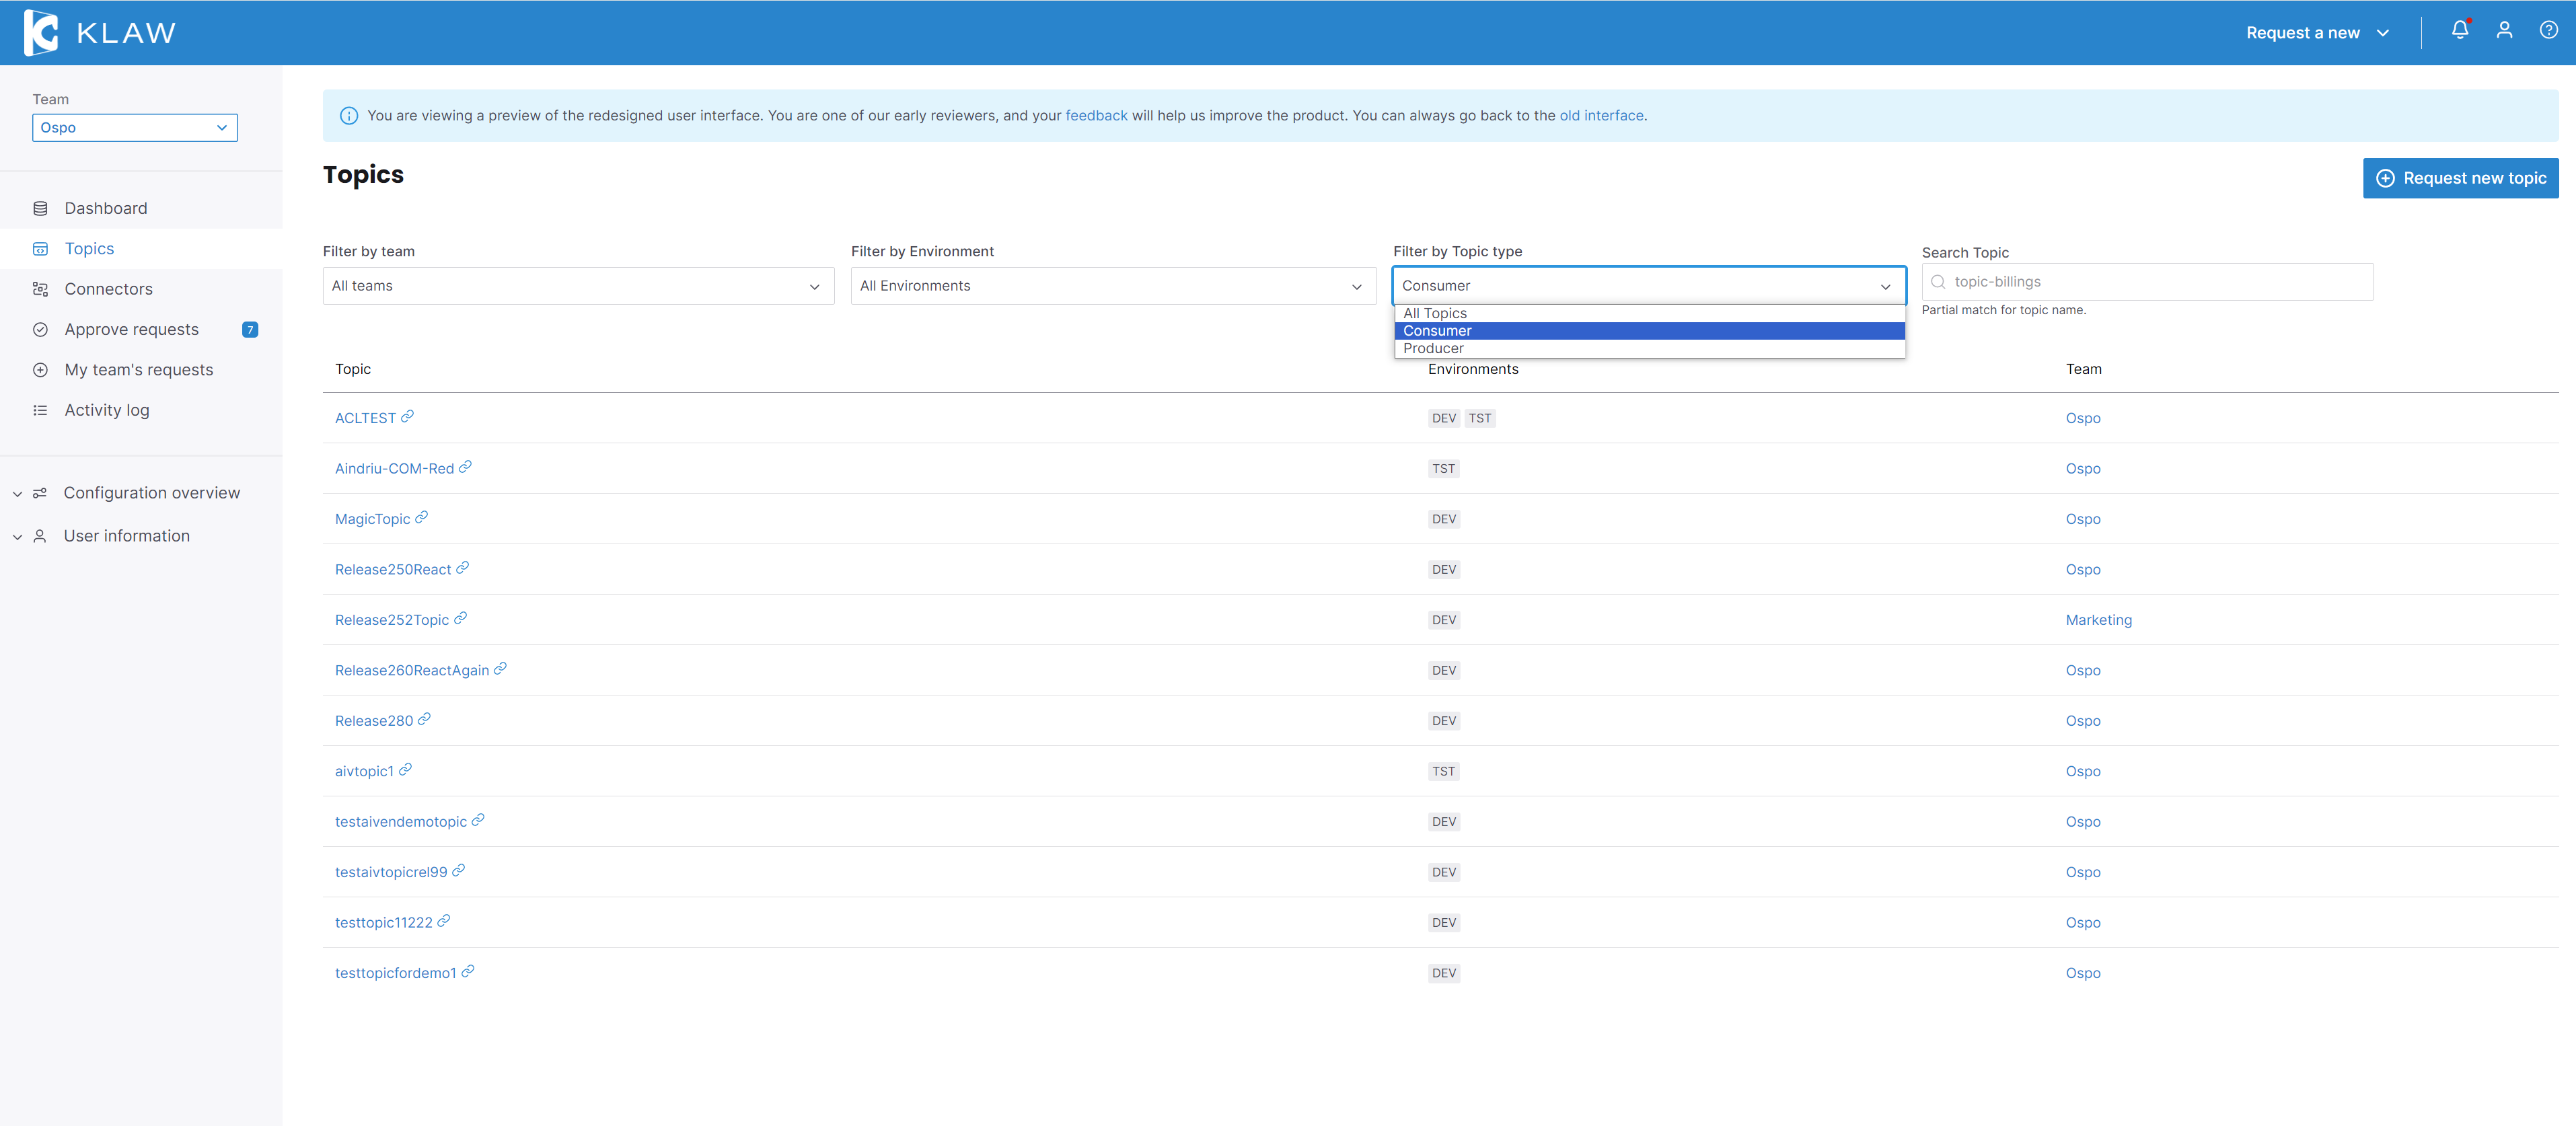 KLAW
Request a new
Team
Ospo
Dashboard
Topics
Connectors
Approve requests 7
My team's requests
Activity log
Configuration overview
User information
You are viewing a preview of the redesigned user interface. You are one of our early reviewers, and your feedback will help us improve the product. You can always go back to the old interface.
Topics
Request new topic
Filter by team
All teams
Filter by Environment
All Environments
Filter by Topic type
Consumer
All Topics
Consumer
Producer
Search Topic
topic-billings
Partial match for topic name.
Topic Environments Team
ACLTEST DEV TST Ospo
Aindriu-COM-Red TST Ospo
MagicTopic DEV Ospo
Release250React DEV Ospo
Release252Topic DEV Marketing
Release260ReactAgain DEV Ospo
Release280 DEV Ospo
aivtopic1 TST Ospo
testaivendemotopic DEV Ospo
testaivtopicrel99 DEV Ospo
testtopic11222 DEV Ospo
testtopicfordemo1 DEV Ospo